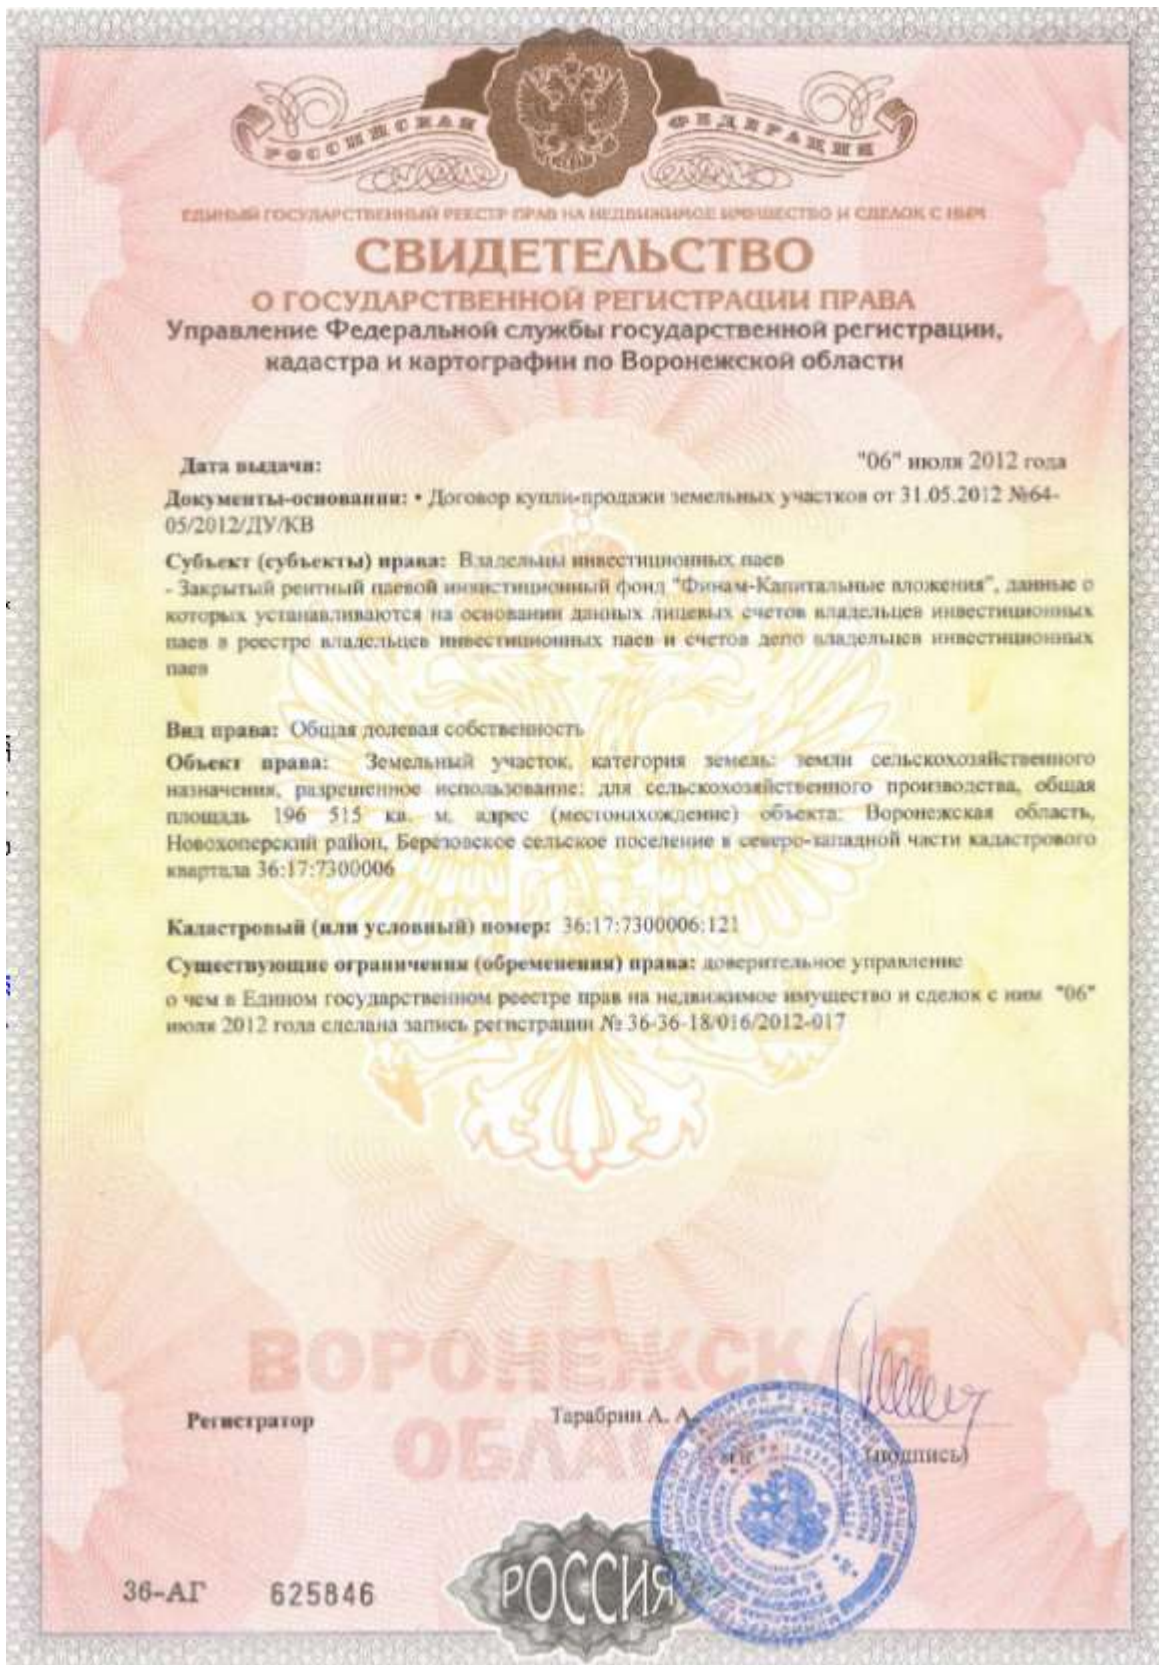 РОССИЙСКАЯ ФЕДЕРАЦИЯ
ЕДИНЫЙ ГОСУДАРСТВЕННЫЙ РЕЕСТР ПРАВ НА НЕДВИЖИМОЕ ИМУЩЕСТВО И СДЕЛОК С НИМ
СВИДЕТЕЛЬСТВО
О ГОСУДАРСТВЕННОЙ РЕГИСТРАЦИИ ПРАВА
Управление Федеральной службы государственной регистрации,
кадастра и картографии по Воронежской области
Дата выдачи: "06" июля 2012 года
Документы-основания: • Договор купли-продажи земельных участков от 31.05.2012 №64-
05/2012/ДУ/КВ
Субъект (субъекты) права: Владельцы инвестиционных паев
- Закрытый рентный паевой инвестиционный фонд "Финам-Капитальные вложения", данные о
которых устанавливаются на основании данных лицевых счетов владельцев инвестиционных
паев в реестре владельцев инвестиционных паев и счетов депо владельцев инвестиционных
паев
Вид права: Общая долевая собственность
Объект права: Земельный участок, категория земель: земли сельскохозяйственного
назначения, разрешенное использование: для сельскохозяйственного производства, общая
площадь 196 515 кв. м, адрес (местонахождение) объекта: Воронежская область,
Новохоперский район, Берёзовское сельское поселение в северо-западной части кадастрового
квартала 36:17:7300006
Кадастровый (или условный) номер: 36:17:7300006:121
Существующие ограничения (обременения) права: доверительное управление
о чем в Едином государственном реестре прав на недвижимое имущество и сделок с ним "06"
июля 2012 года сделана запись регистрации № 36-36-18/016/2012-017
ВОРОНЕЖСКАЯ
ОБЛАС
Регистратор Тарабрин А. А.
(подпись)
РОССИЯ
36-АГ 625846